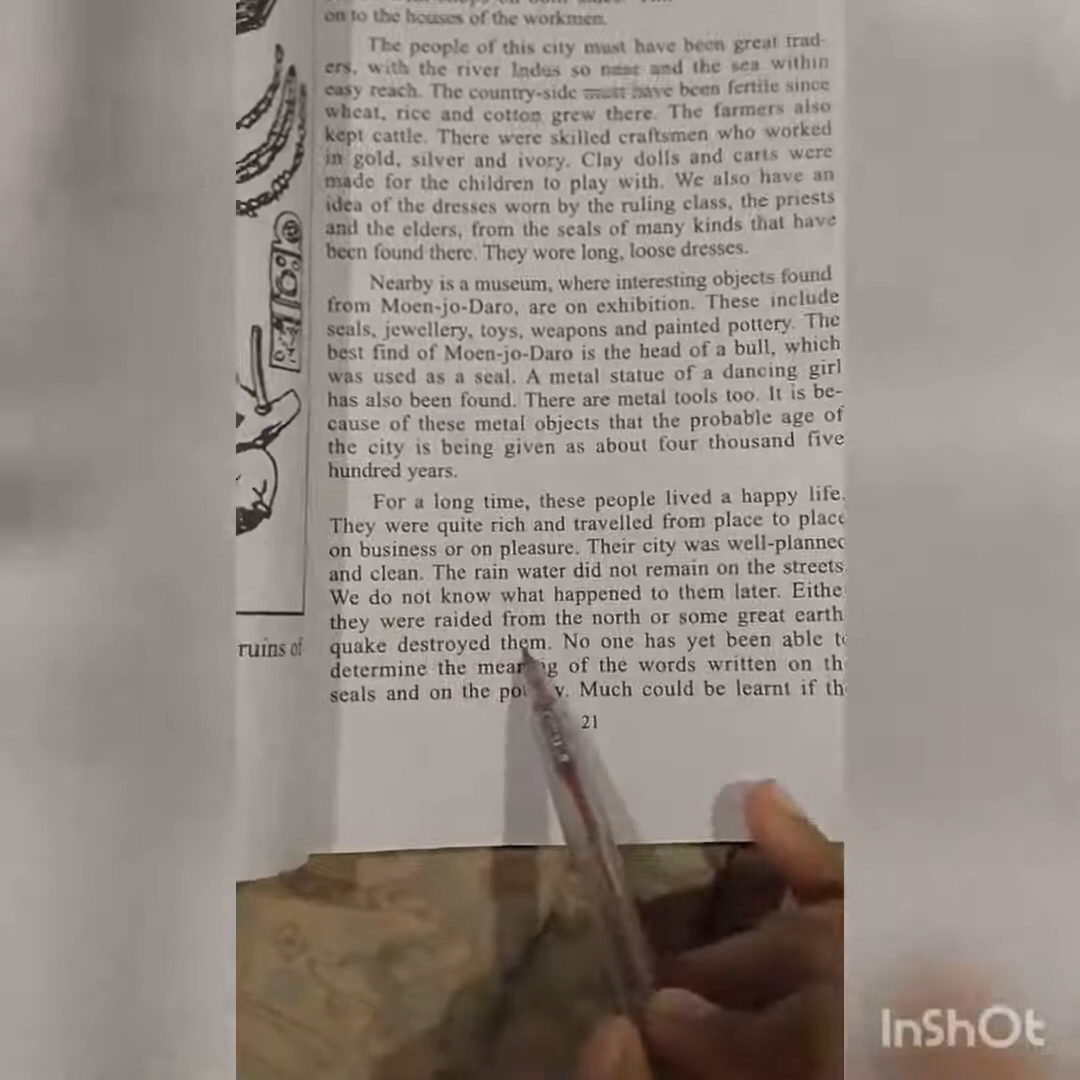 on to the houses of the workmen.
The people of this city must have been great trad-
ers, with the river Indus so near and the sea within
easy reach. The country-side must have been fertile since
wheat, rice and cotton grew there. The farmers also
kept cattle. There were skilled craftsmen who worked
in gold, silver and ivory. Clay dolls and carts were
made for the children to play with. We also have an
idea of the dresses worn by the ruling class, the priests
and the elders, from the seals of many kinds that have
been found there. They wore long, loose dresses.
Nearby is a museum, where interesting objects found
from Moen-jo-Daro, are on exhibition. These include
seals, jewellery, toys, weapons and painted pottery. The
best find of Moen-jo-Daro is the head of a bull, which
was used as a seal. A metal statue of a dancing girl
has also been found. There are metal tools too. It is be-
cause of these metal objects that the probable age of
the city is being given as about four thousand five
hundred years.
For a long time, these people lived a happy life.
They were quite rich and travelled from place to place
on business or on pleasure. Their city was well-planned
and clean. The rain water did not remain on the streets
We do not know what happened to them later. Eithe
they were raided from the north or some great earth
ruins of quake destroyed them. No one has yet been able t
determine the of the words written on th
seals and on the Much could be learnt if th
21
InShOt